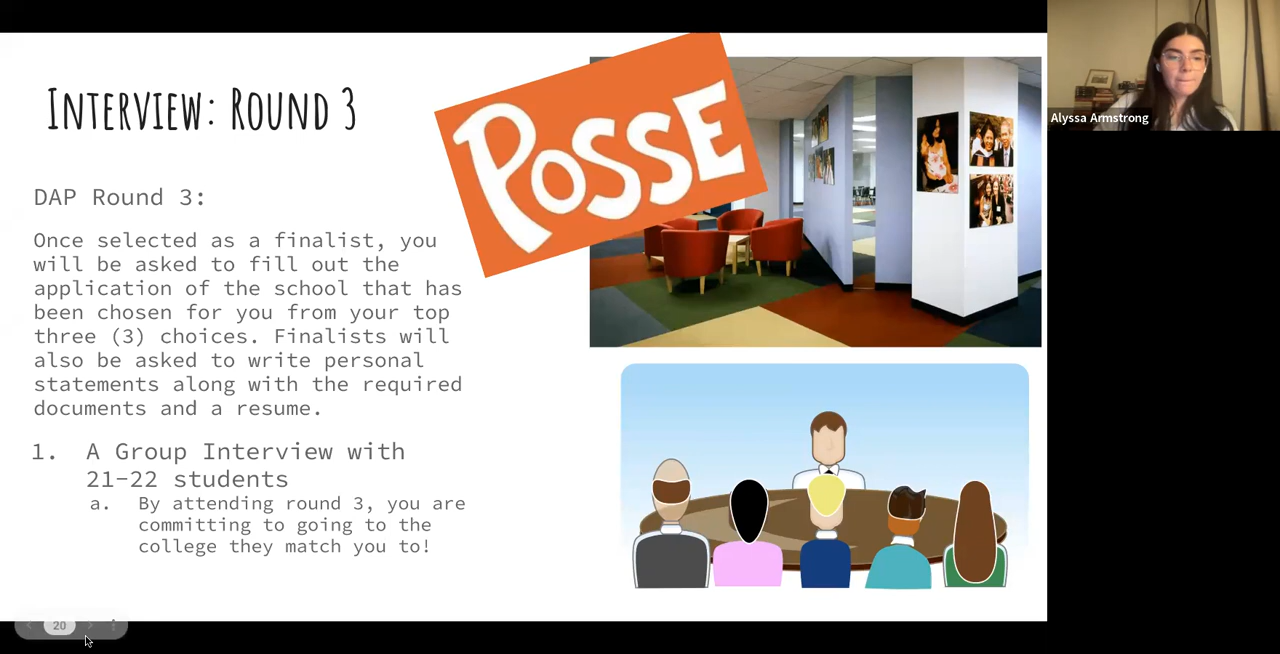 Interview: Round 3
POSSE
Alyssa Armstrong
DAP Round 3:
Once selected as a finalist, you
will be asked to fill out the
application of the school that has
been chosen for you from your top
three (3) choices. Finalists will
also be asked to write personal
statements along with the required
documents and a resume.
1. A Group Interview with
21-22 students
a. By attending round 3, you are
committing to going to the
college they match you to!
20